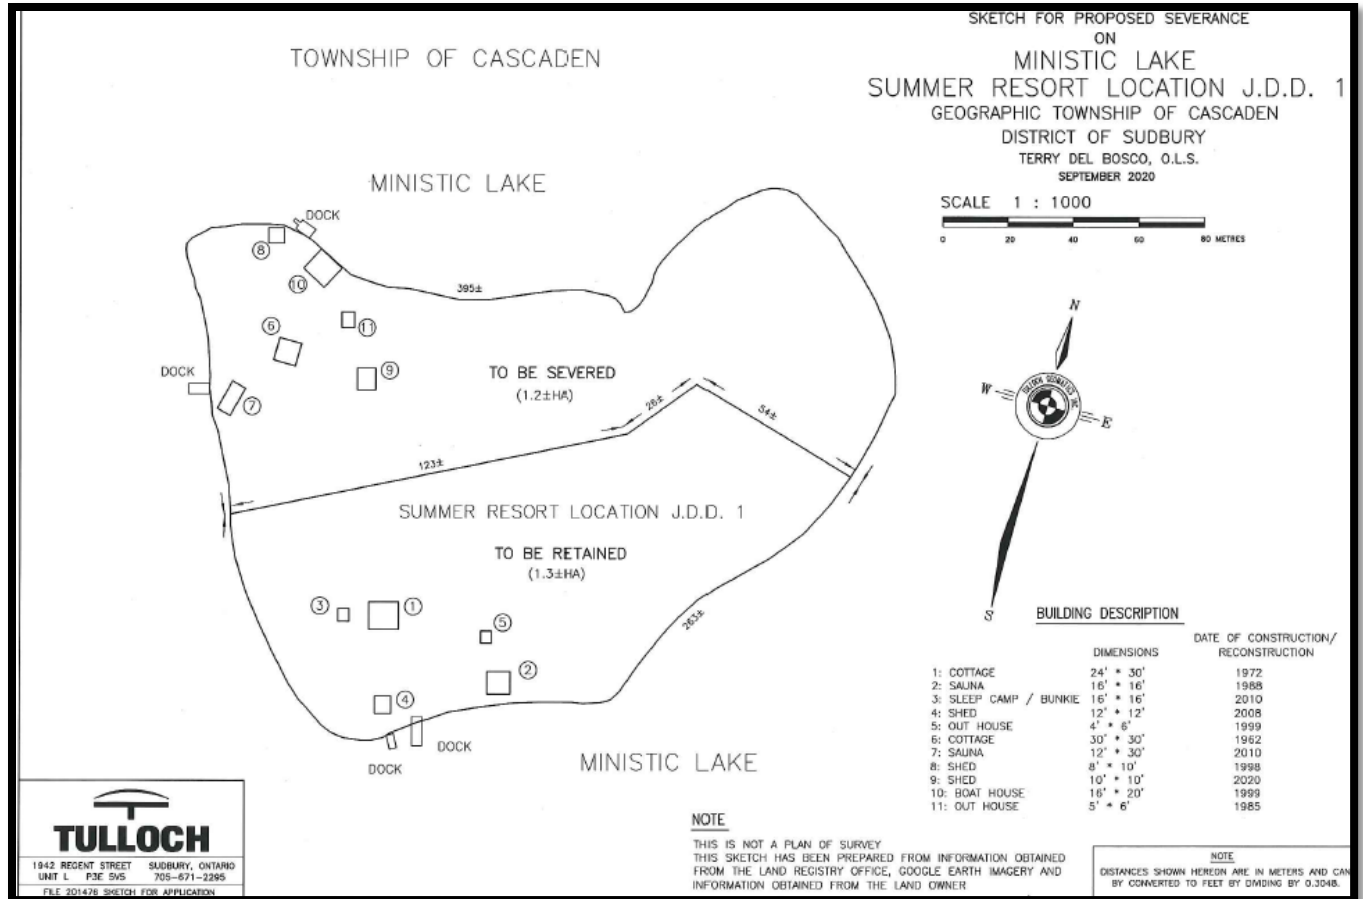 TOWNSHIP OF CASCADEN
SKETCH FOR PROPOSED SEVERANCE
ON
MINISTIC LAKE
SUMMER RESORT LOCATION J.D.D. 1
GEOGRAPHIC TOWNSHIP OF CASCADEN
DISTRICT OF SUDBURY
TERRY DEL BOSCO, O.L.S.
SEPTEMBER 2020
SCALE 1 : 1000
0 20 40 60 80 METRES
MINISTIC LAKE
DOCK
8
10
395±
6
11
9
DOCK
7
TO BE SEVERED
(1.2±HA)
26±
54±
123±
N
W
E
S
TULLOCH GEOMATICS INC
SUMMER RESORT LOCATION J.D.D. 1
TO BE RETAINED
(1.3±HA)
3
1
5
263±
2
4
DOCK
DOCK
MINISTIC LAKE
BUILDING DESCRIPTION
DATE OF CONSTRUCTION/
DIMENSIONS RECONSTRUCTION
1: COTTAGE 24' * 30' 1972
2: SAUNA 16' * 16' 1988
3: SLEEP CAMP / BUNKIE 16' * 16' 2010
4: SHED 12' * 12' 2008
5: OUT HOUSE 4' * 6' 1999
6: COTTAGE 30' * 30' 1962
7: SAUNA 12' * 30' 2010
8: SHED 8' * 10' 1998
9: SHED 10' * 10' 2020
10: BOAT HOUSE 16' * 20' 1999
11: OUT HOUSE 5' * 6' 1985
NOTE
THIS IS NOT A PLAN OF SURVEY
THIS SKETCH HAS BEEN PREPARED FROM INFORMATION OBTAINED
FROM THE LAND REGISTRY OFFICE, GOOGLE EARTH IMAGERY AND
INFORMATION OBTAINED FROM THE LAND OWNER
NOTE
DISTANCES SHOWN HEREON ARE IN METERS AND CAN
BY CONVERTED TO FEET BY DIVIDING BY 0.3048.
TULLOCH
1942 REGENT STREET SUDBURY, ONTARIO
UNIT L P3E 5V5 705-671-2295
FILE 201476 SKETCH FOR APPLICATION